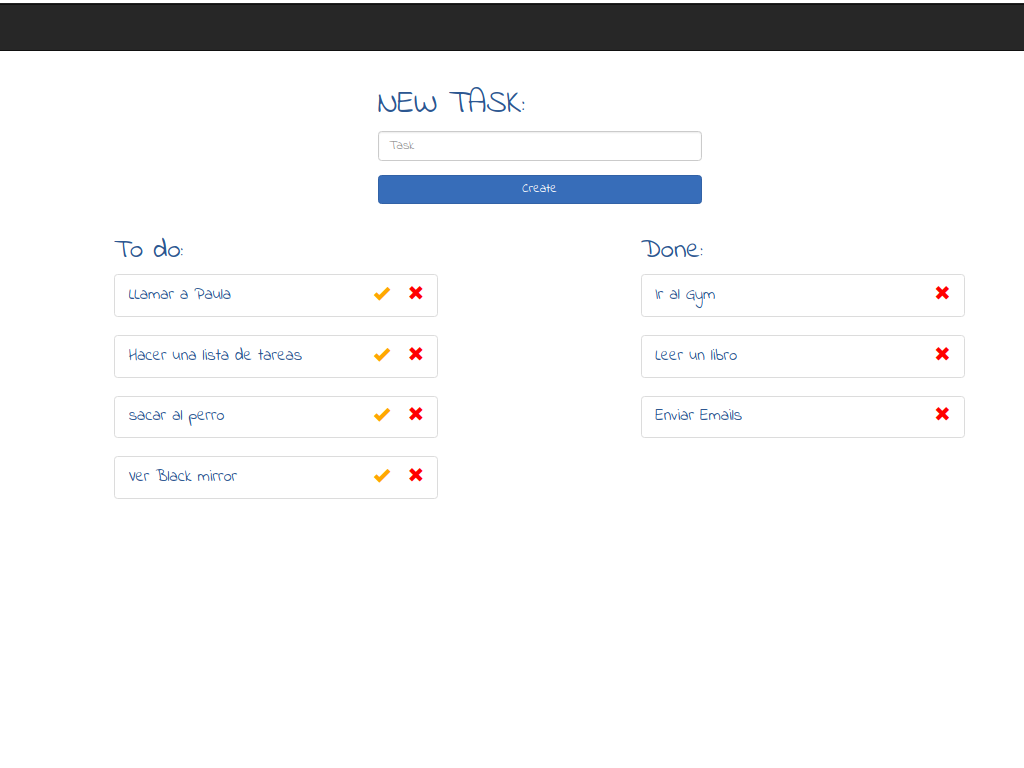 NEW TASK:
Task
Create
To do:
LLamar a Paula
Hacer una lista de tareas
sacar al perro
Ver Black mirror
Done:
Ir al Gym
Leer un libro
Enviar Emails